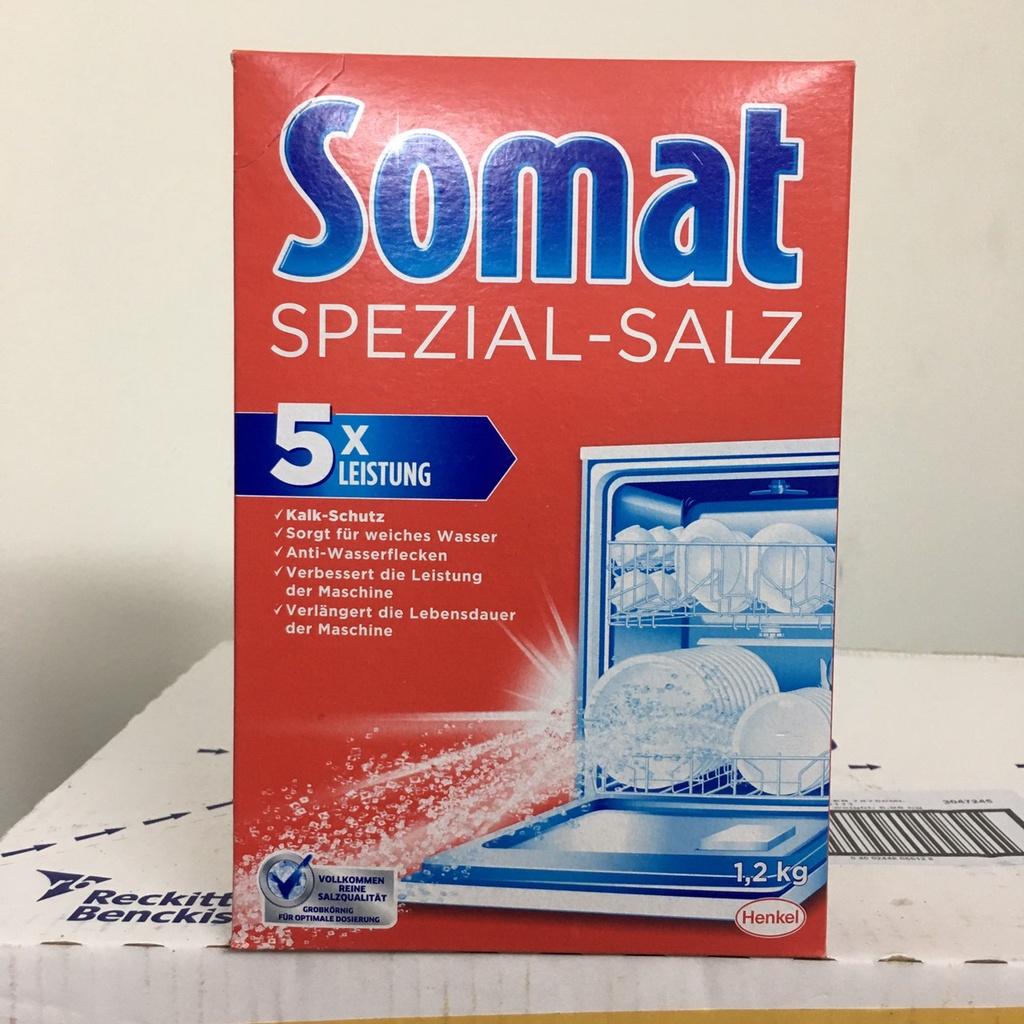 Somat
SPEZIAL-SALZ
5x
LEISTUNG
✓Kalk-Schutz
✓Sorgt für weiches Wasser
✓Anti-Wasserflecken
✓Verbessert die Leistung
der Maschine
✓Verlängert die Lebensdauer
der Maschine
VOLLKOMMEN
REINE
SALZQUALITÄT
GROBKÖRNIG
FÜR OPTIMALE DOSIERUNG
1,2 kg
Henkel
Reckitt
Benckis
3047245